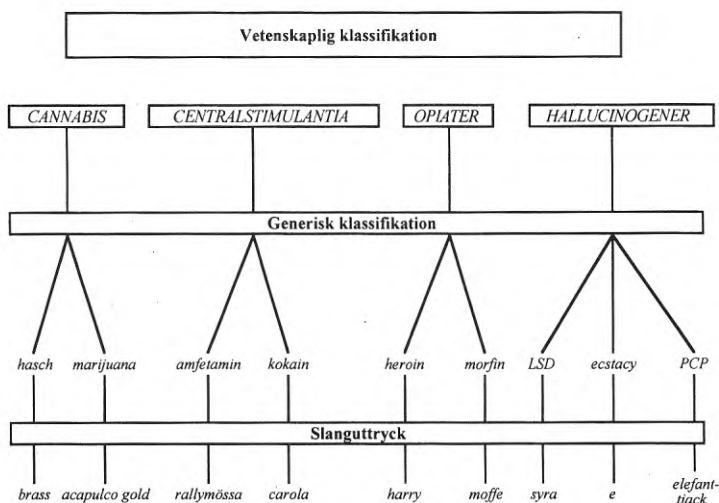 Vetenskaplig klassifikation
CANNABIS CENTRALSTIMULANTIA OPIATER HALLUCINOGENER
Generisk klassifikation
hasch marijuana amfetamin kokain heroin morfin LSD ecstacy PCP
Slanguttryck
brass acapulco gold rallymössa carola harry moffe syra e elefant-
tjack